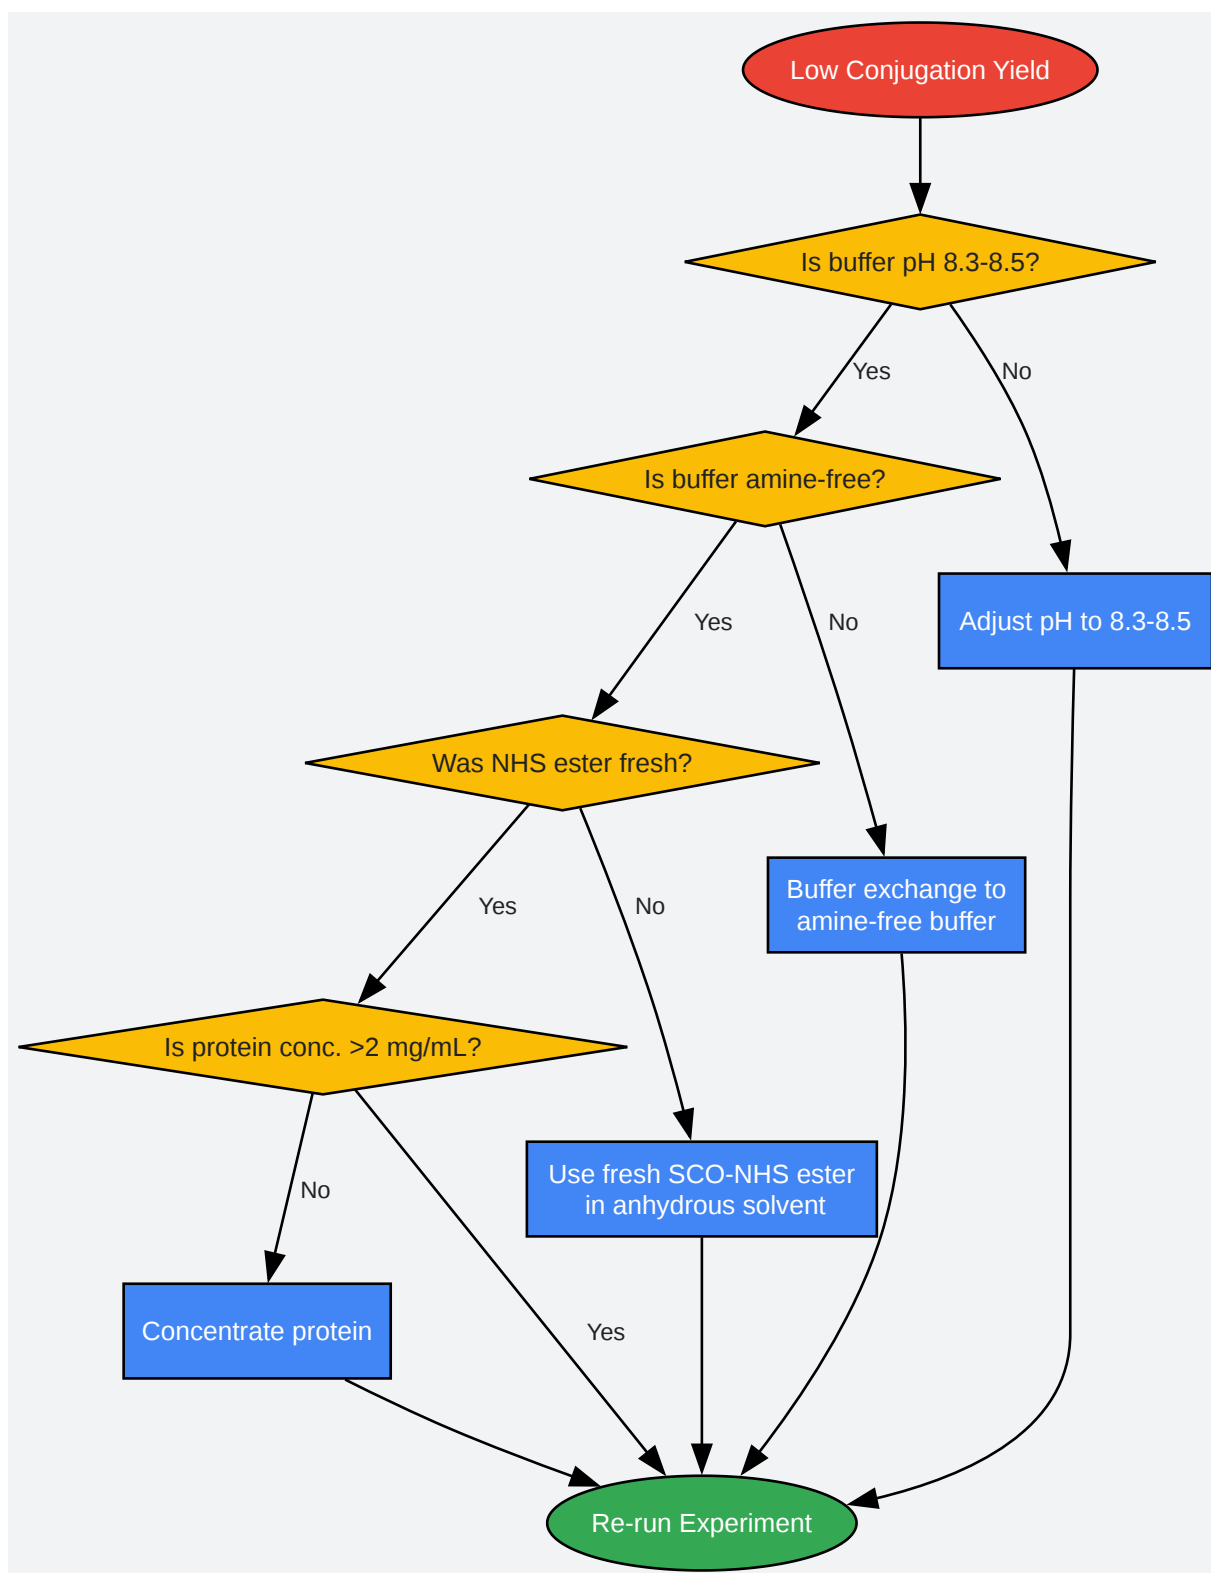 Low Conjugation Yield
Is buffer pH 8.3-8.5?
Yes
No
Is buffer amine-free?
Yes
No
Adjust pH to 8.3-8.5
Was NHS ester fresh?
Yes
No
Buffer exchange to
amine-free buffer
Is protein conc. >2 mg/mL?
No
Yes
Use fresh SCO-NHS ester
in anhydrous solvent
Concentrate protein
Re-run Experiment